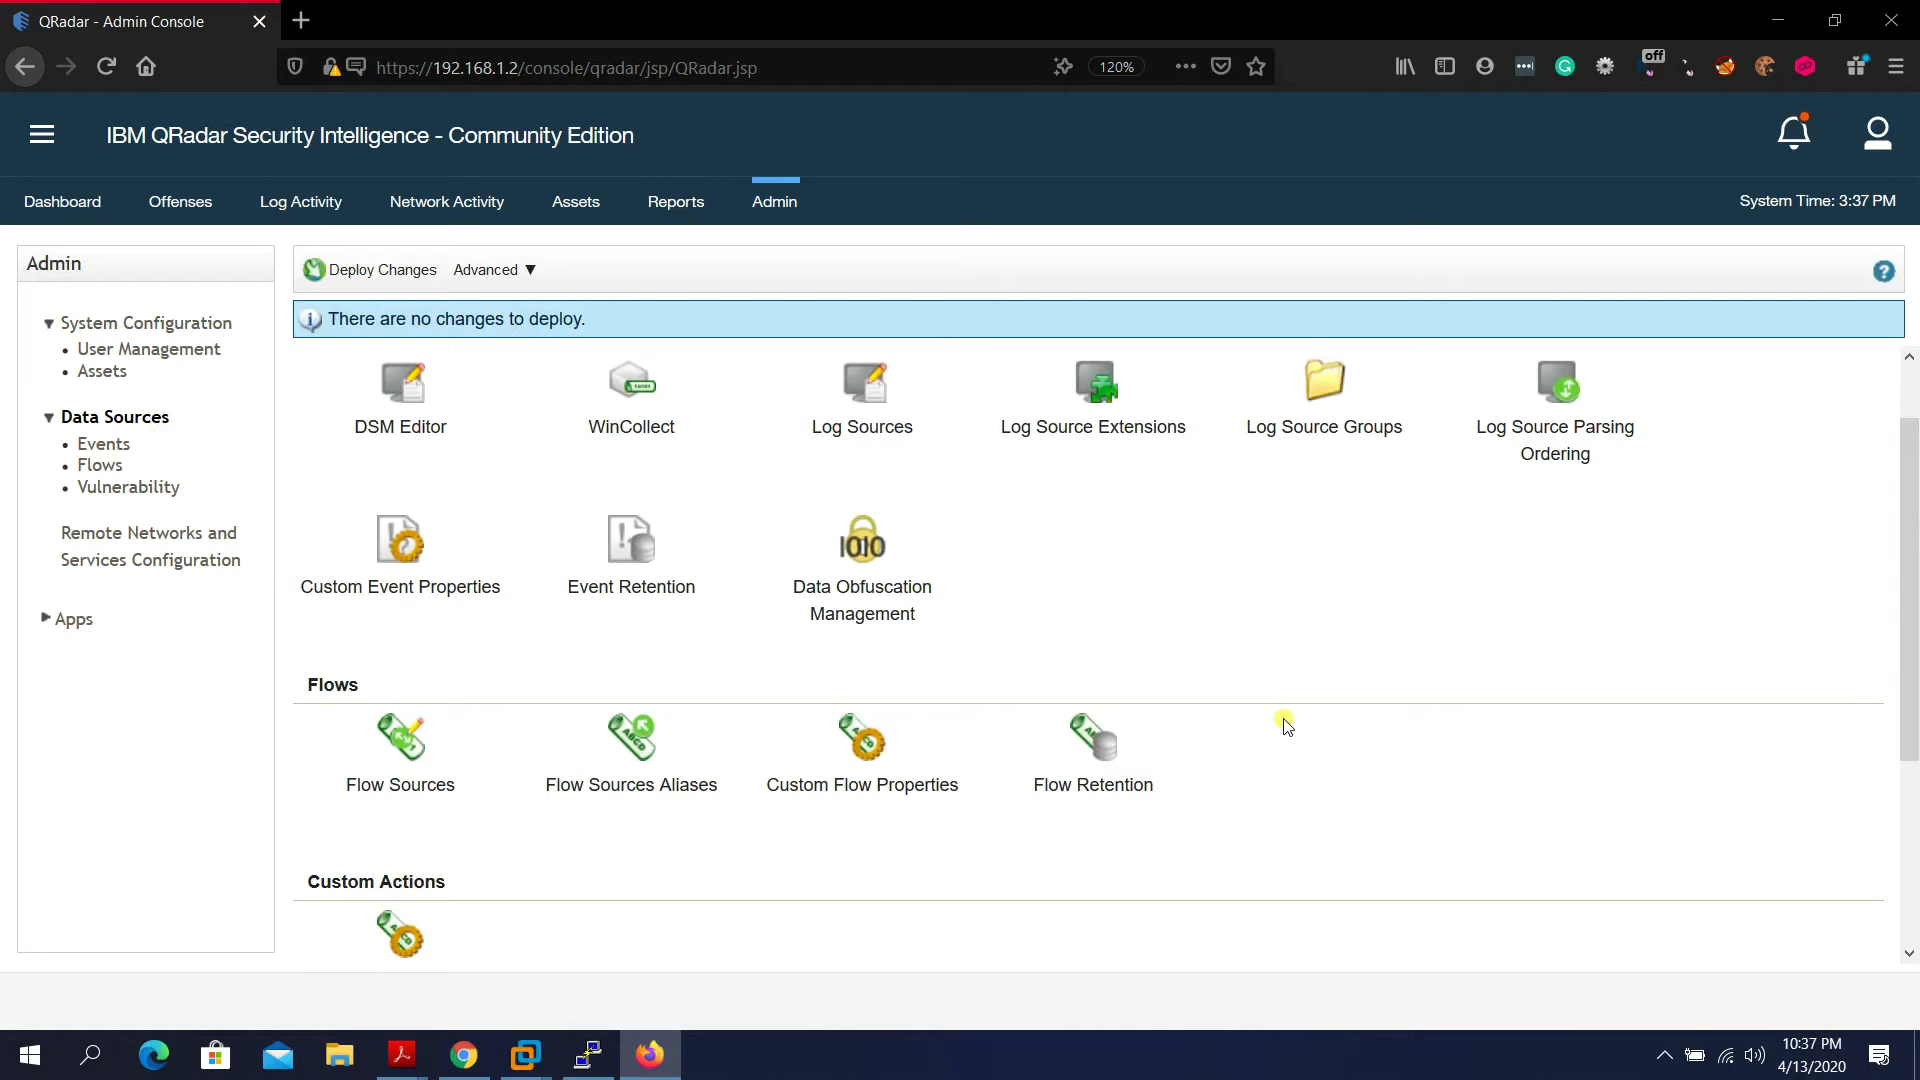 QRadar - Admin Console
https://192.168.1.2/console/qradar/jsp/QRadar.jsp
120%
off
IBM QRadar Security Intelligence - Community Edition
Dashboard
Offenses
Log Activity
Network Activity
Assets
Reports
Admin
System Time: 3:37 PM
Admin
System Configuration
User Management
Assets
Data Sources
Events
Flows
Vulnerability
Remote Networks and
Services Configuration
Apps
Deploy Changes
Advanced
There are no changes to deploy.
DSM Editor
WinCollect
Log Sources
Log Source Extensions
Log Source Groups
Log Source Parsing
Ordering
Custom Event Properties
Event Retention
1010
Data Obfuscation
Management
Flows
Flow Sources
Flow Sources Aliases
Custom Flow Properties
Flow Retention
Custom Actions
10:37 PM
4/13/2020